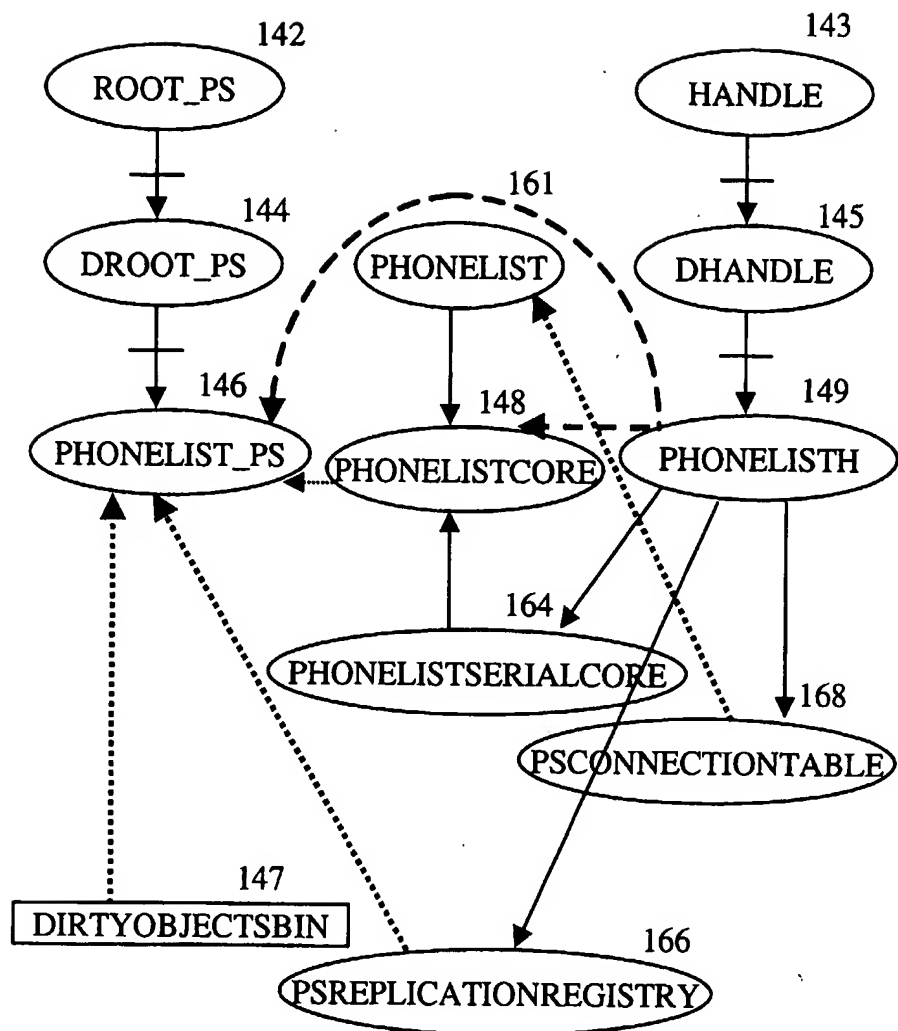 142
ROOT_PS
143
HANDLE
144
DROOT_PS
161
PHONELIST
145
DHANDLE
146
PHONELIST_PS
148
PHONELISTCORE
149
PHONELISTH
164
PHONELISTSERIALCORE
168
PSCONNECTIONTABLE
147
DIRTYOBJECTSBIN
166
PSREPLICATIONREGISTRY